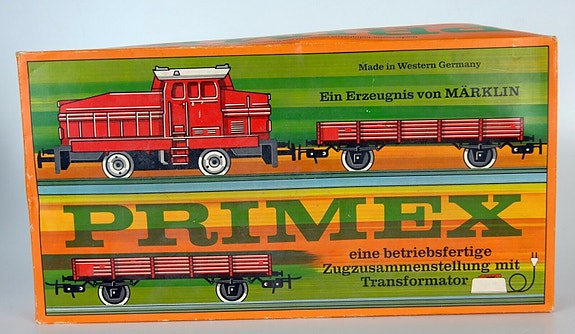 Made in Western Germany
Ein Erzeugnis von MÄRKLIN
PRIMEX
eine betriebsfertige
Zugzusammenstellung mit
Transformator